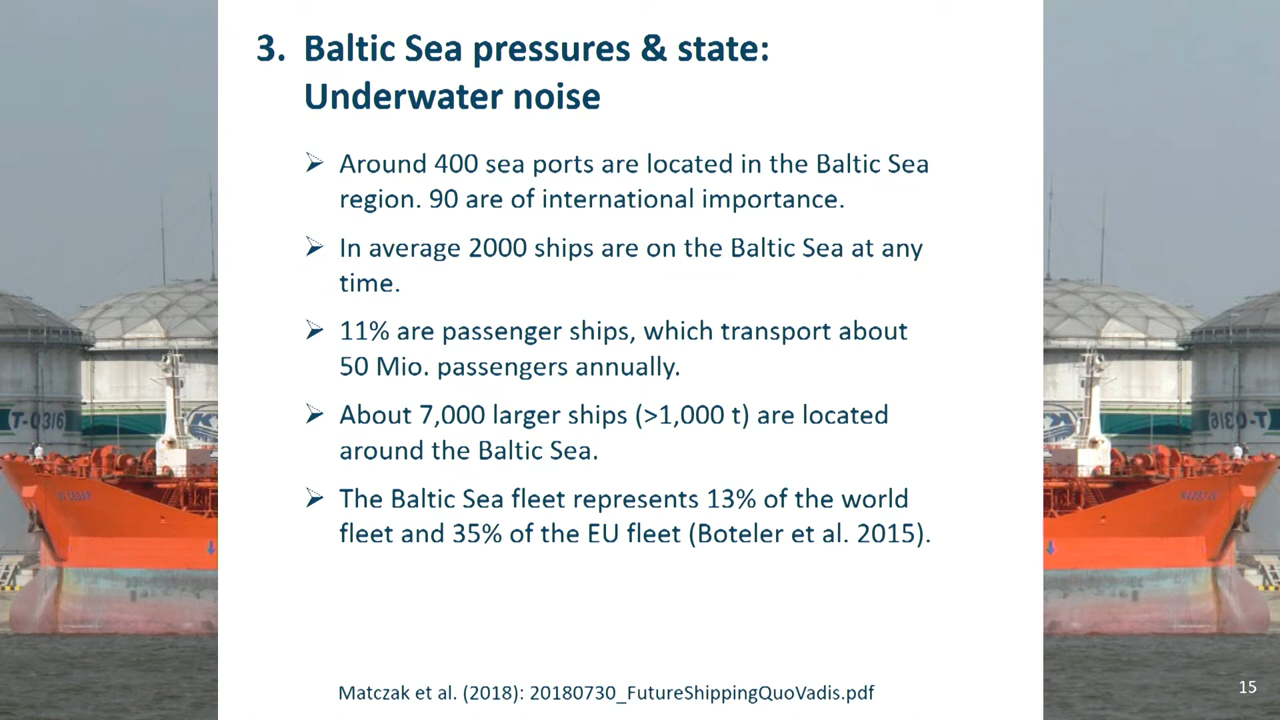 3. Baltic Sea pressures & state:
Underwater noise
➢ Around 400 sea ports are located in the Baltic Sea
region. 90 are of international importance.
➢ In average 2000 ships are on the Baltic Sea at any
time.
➢ 11% are passenger ships, which transport about
50 Mio. passengers annually.
➢ About 7,000 larger ships (>1,000 t) are located
around the Baltic Sea.
➢ The Baltic Sea fleet represents 13% of the world
fleet and 35% of the EU fleet (Boteler et al. 2015).
Matczak et al. (2018): 20180730_FutureShippingQuoVadis.pdf
15
T-03/6